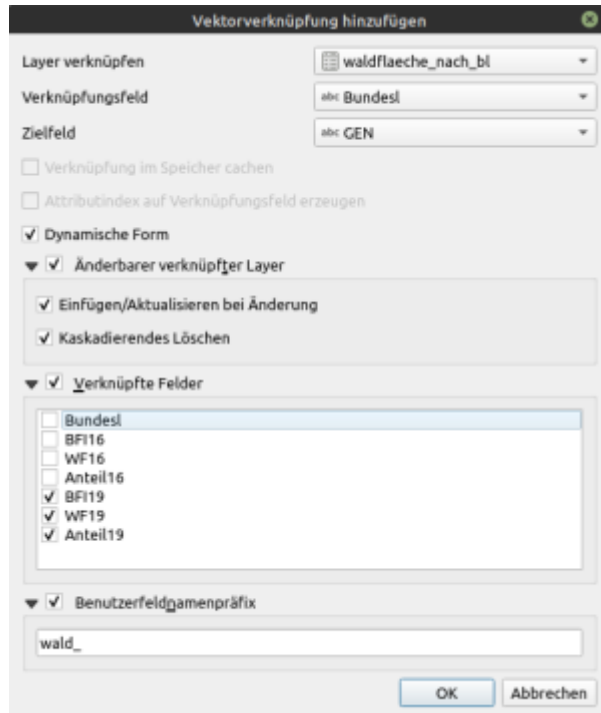 Vektorverknüpfung hinzufügen
Layer verknüpfen waldflaeche_nach_bl
Verknüpfungsfeld abc Bundesl
Zielfeld abc GEN
Verknüpfung im Speicher cachen
Attributindex auf Verknüpfungsfeld erzeugen
Dynamische Form
Änderbarer verknüpfter Layer
Einfügen/Aktualisieren bei Änderung
Kaskadierendes Löschen
Verknüpfte Felder
Bundesl
BFI16
WF16
Anteil16
BFI19
WF19
Anteil19
Benutzerfeldnamenpräfix
wald_
OK Abbrechen